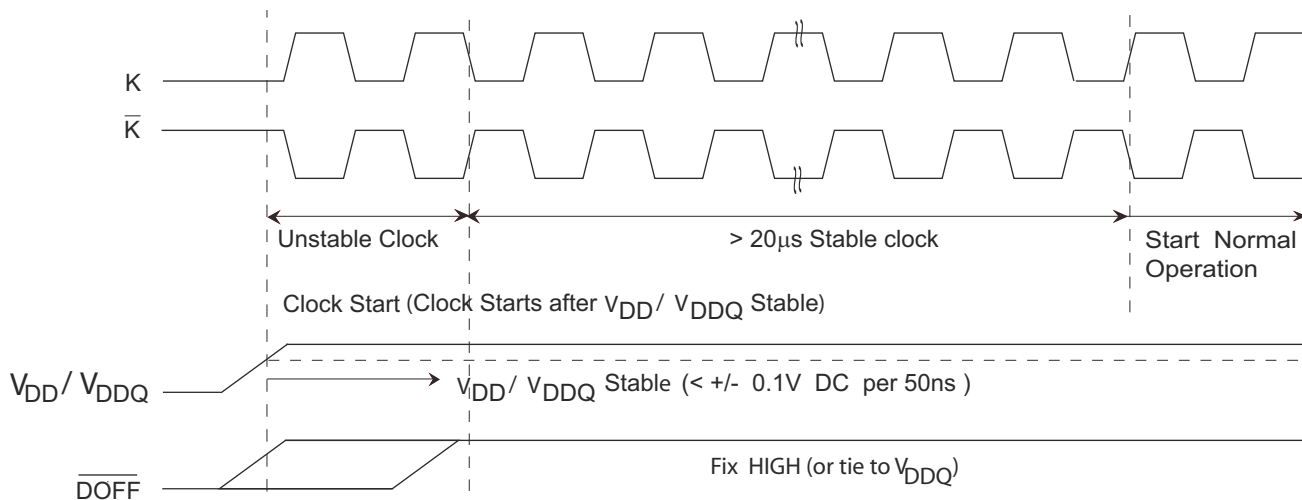 K
K̅
Unstable Clock
> 20µs Stable clock
Start Normal
Operation
Clock Start (Clock Starts after VDD/ VDDQ Stable)
VDD/ VDDQ
VDD/ VDDQ Stable (< +/- 0.1V DC per 50ns )
Fix HIGH (or tie to VDDQ)
D̅O̅F̅F̅